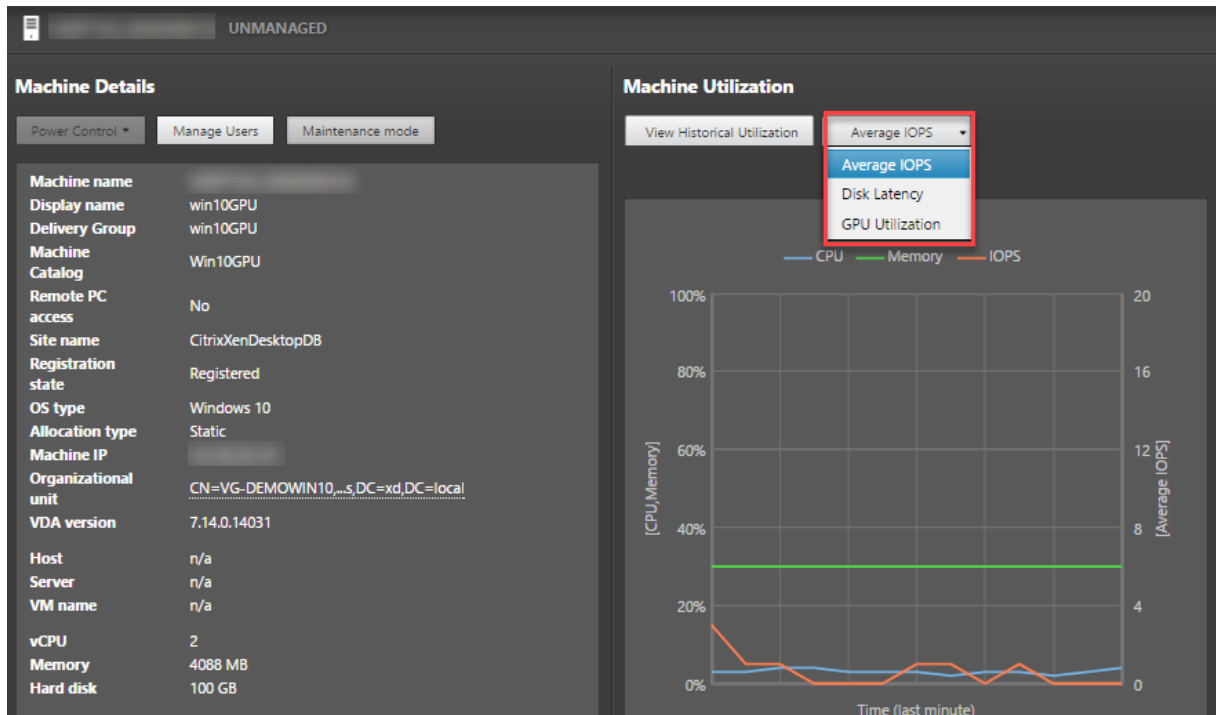 UNMANAGED
Machine Details
Power Control
Manage Users
Maintenance mode
Machine name
Display name win10GPU
Delivery Group win10GPU
Machine
Catalog
Win10GPU
Remote PC
access
No
Site name CitrixXenDesktopDB
Registration
state
Registered
OS type Windows 10
Allocation type Static
Machine IP
Organizational
unit
CN=VG-DEMOWIN10,...s,DC=xd,DC=local
VDA version 7.14.0.14031
Host n/a
Server n/a
VM name n/a
vCPU 2
Memory 4088 MB
Hard disk 100 GB
Machine Utilization
View Historical Utilization
Average IOPS
Average IOPS
Disk Latency
GPU Utilization
CPU Memory IOPS
100% 20
80% 16
60% 12
40% 8
20% 4
0% 0
[CPU,Memory]
[Average IOPS]
Time (last minute)